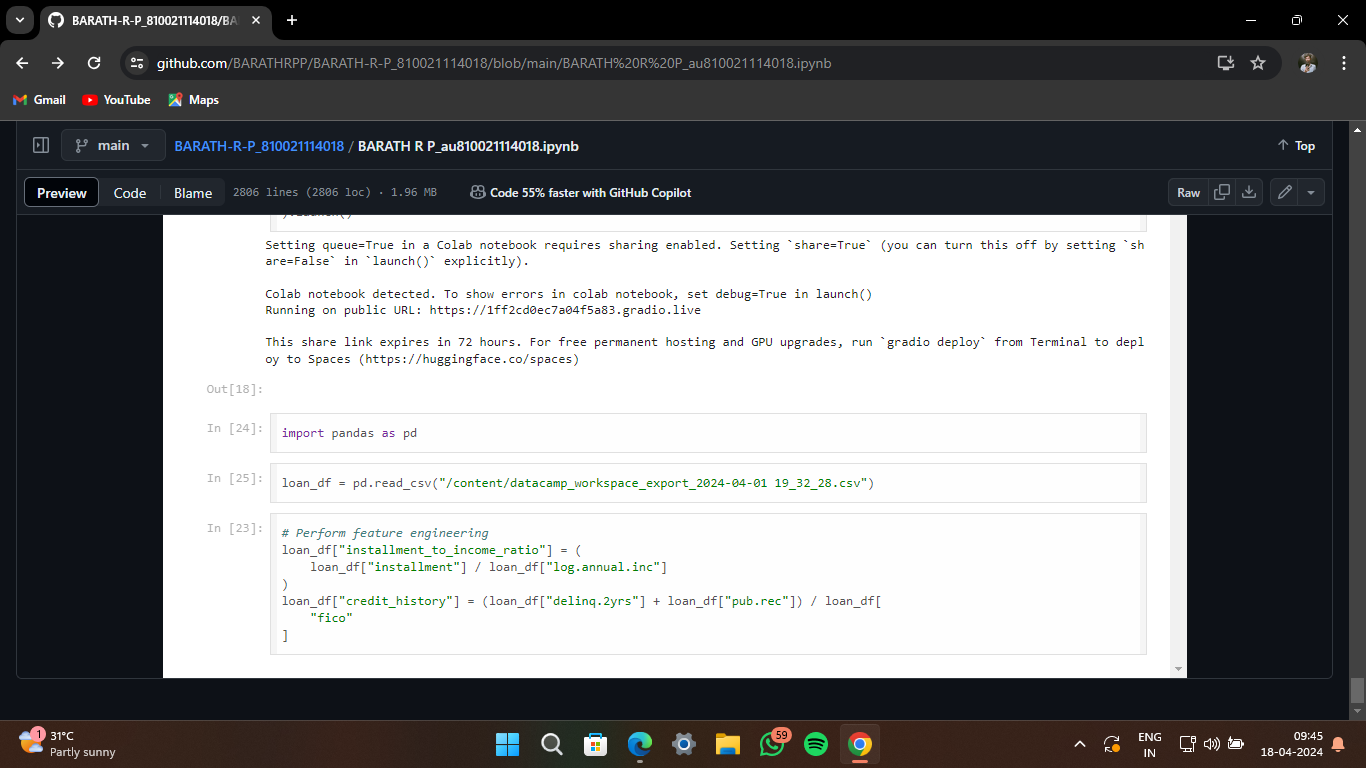 BARATH-R-P_810021114018/BA
github.com/BARATHRPP/BARATH-R-P_810021114018/blob/main/BARATH%20R%20P_au810021114018.ipynb
Gmail YouTube Maps
main BARATH-R-P_810021114018 / BARATH R P_au810021114018.ipynb Top
Preview Code Blame 2806 lines (2806 loc) · 1.96 MB Code 55% faster with GitHub Copilot Raw
Setting queue=True in a Colab notebook requires sharing enabled. Setting `share=True` (you can turn this off by setting `sh
are=False` in `launch()` explicitly).
Colab notebook detected. To show errors in colab notebook, set debug=True in launch()
Running on public URL: https://1ff2cd0ec7a04f5a83.gradio.live
This share link expires in 72 hours. For free permanent hosting and GPU upgrades, run `gradio deploy` from Terminal to depl
oy to Spaces (https://huggingface.co/spaces)
Out[18]:
In [24]: import pandas as pd
In [25]: loan_df = pd.read_csv("/content/datacamp_workspace_export_2024-04-01 19_32_28.csv")
In [23]: # Perform feature engineering
loan_df["installment_to_income_ratio"] = (
loan_df["installment"] / loan_df["log.annual.inc"]
)
loan_df["credit_history"] = (loan_df["delinq.2yrs"] + loan_df["pub.rec"]) / loan_df[
"fico"
]
1 31°C
Partly sunny
59
ENG
IN
09:45
18-04-2024